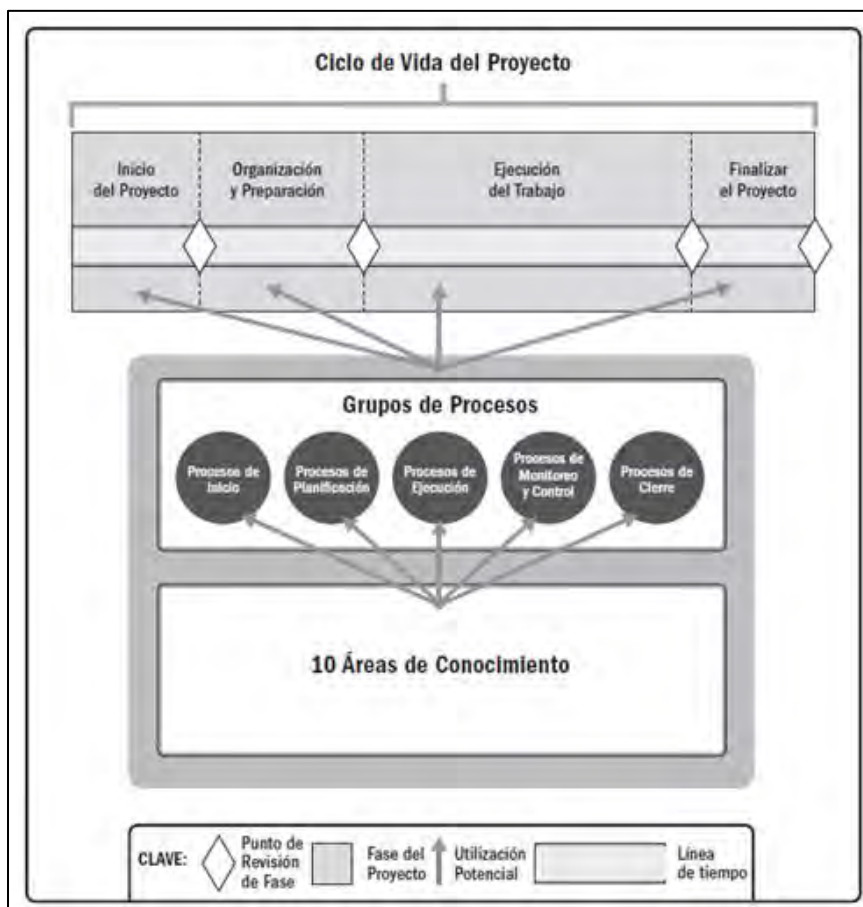 Ciclo de Vida del Proyecto
Inicio
del Proyecto
Organización
y Preparación
Ejecución
del Trabajo
Finalizar
el Proyecto
Grupos de Procesos
Procesos de
Inicio
Procesos de
Planificación
Procesos de
Ejecución
Procesos de
Monitoreo
y Control
Procesos de
Cierre
10 Áreas de Conocimiento
CLAVE:
Punto de
Revisión
de Fase
Fase del
Proyecto
Utilización
Potencial
Línea
de tiempo